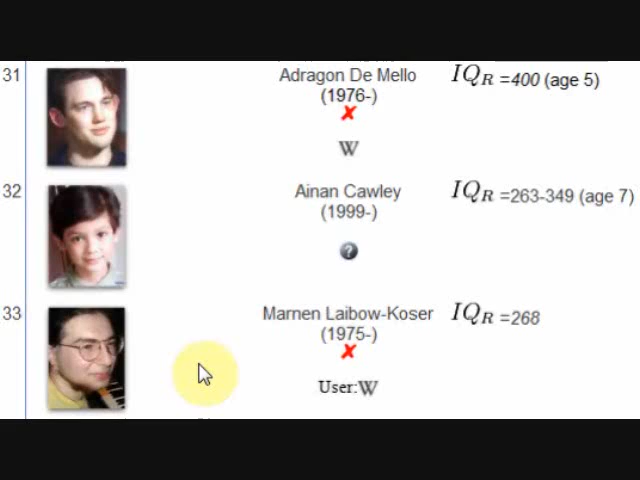 31
Adragon De Mello
(1976-)
✘
W
IQR =400 (age 5)
32
Ainan Cawley
(1999-)
?
IQR =263-349 (age 7)
33
Marnen Laibow-Koser
(1975-)
✘
User:W
IQR =268